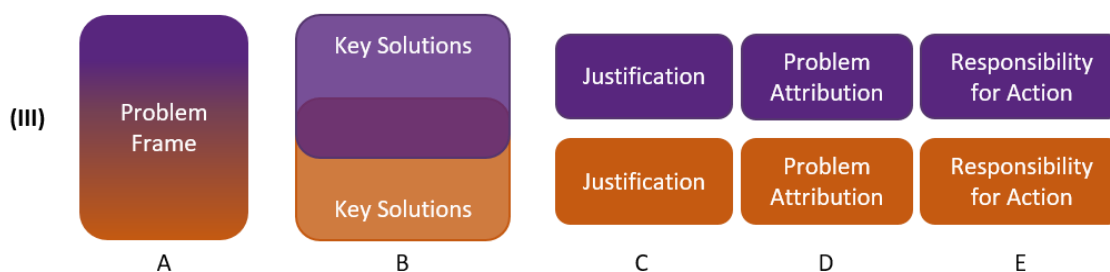 (III)
Problem
Frame
Key Solutions
Key Solutions
Justification
Problem
Attribution
Responsibility
for Action
Justification
Problem
Attribution
Responsibility
for Action
A
B
C
D
E